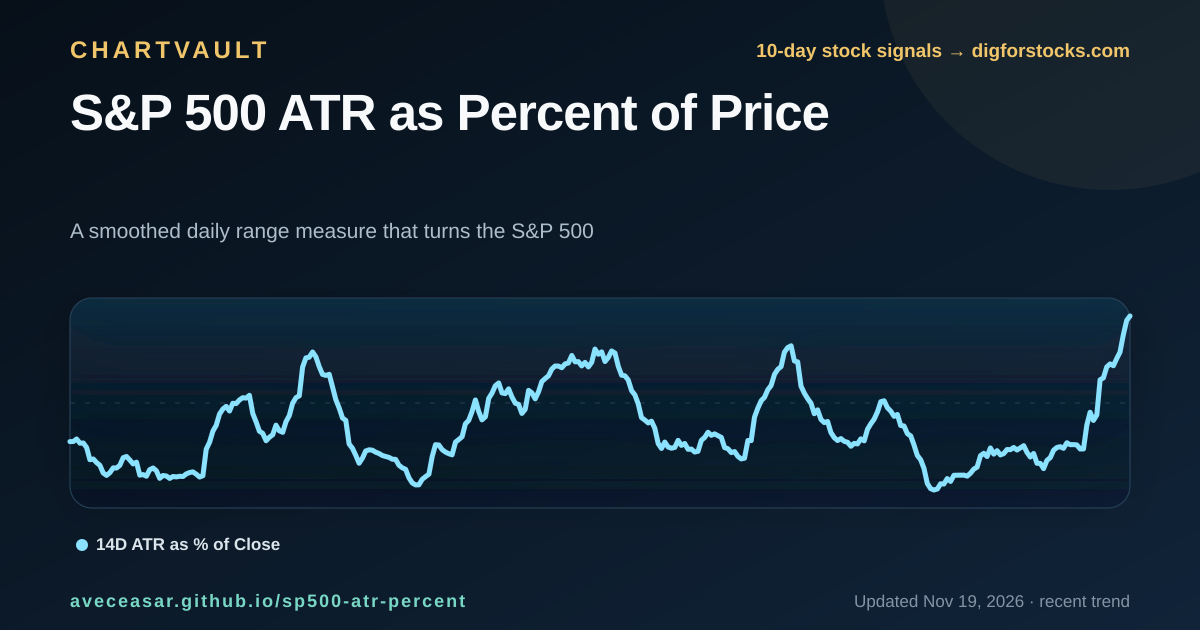 CHARTVAULT
10-day stock signals → digforstocks.com
S&P 500 ATR as Percent of Price
A smoothed daily range measure that turns the S&P 500
14D ATR as % of Close
aveceasar.github.io/sp500-atr-percent
Updated Nov 19, 2026 · recent trend